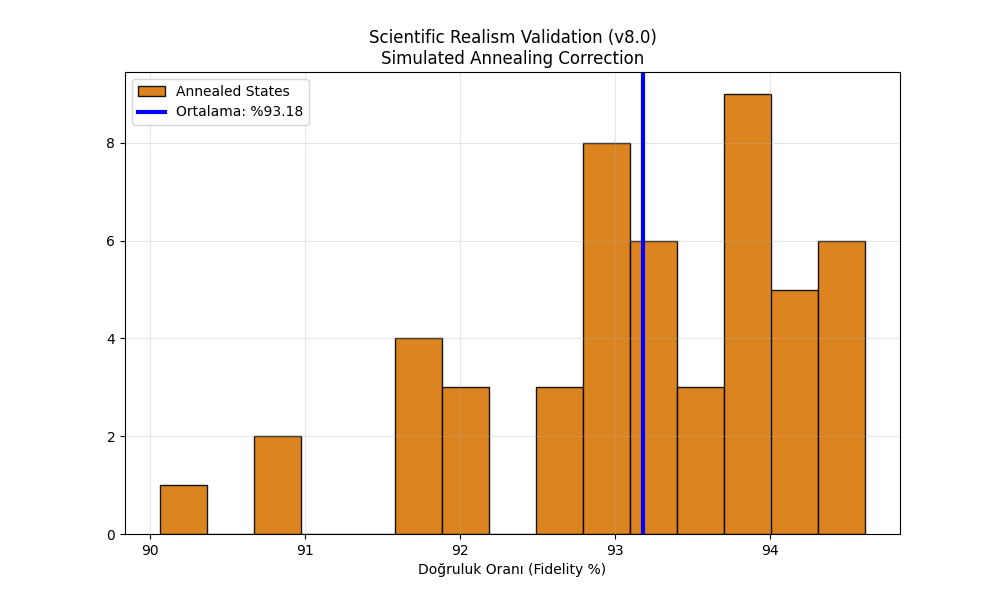 Scientific Realism Validation (v8.0)
Simulated Annealing Correction
Annealed States
Ortalama: %93.18
8
6
4
2
0
90
91
92
93
94
Doğruluk Oranı (Fidelity %)